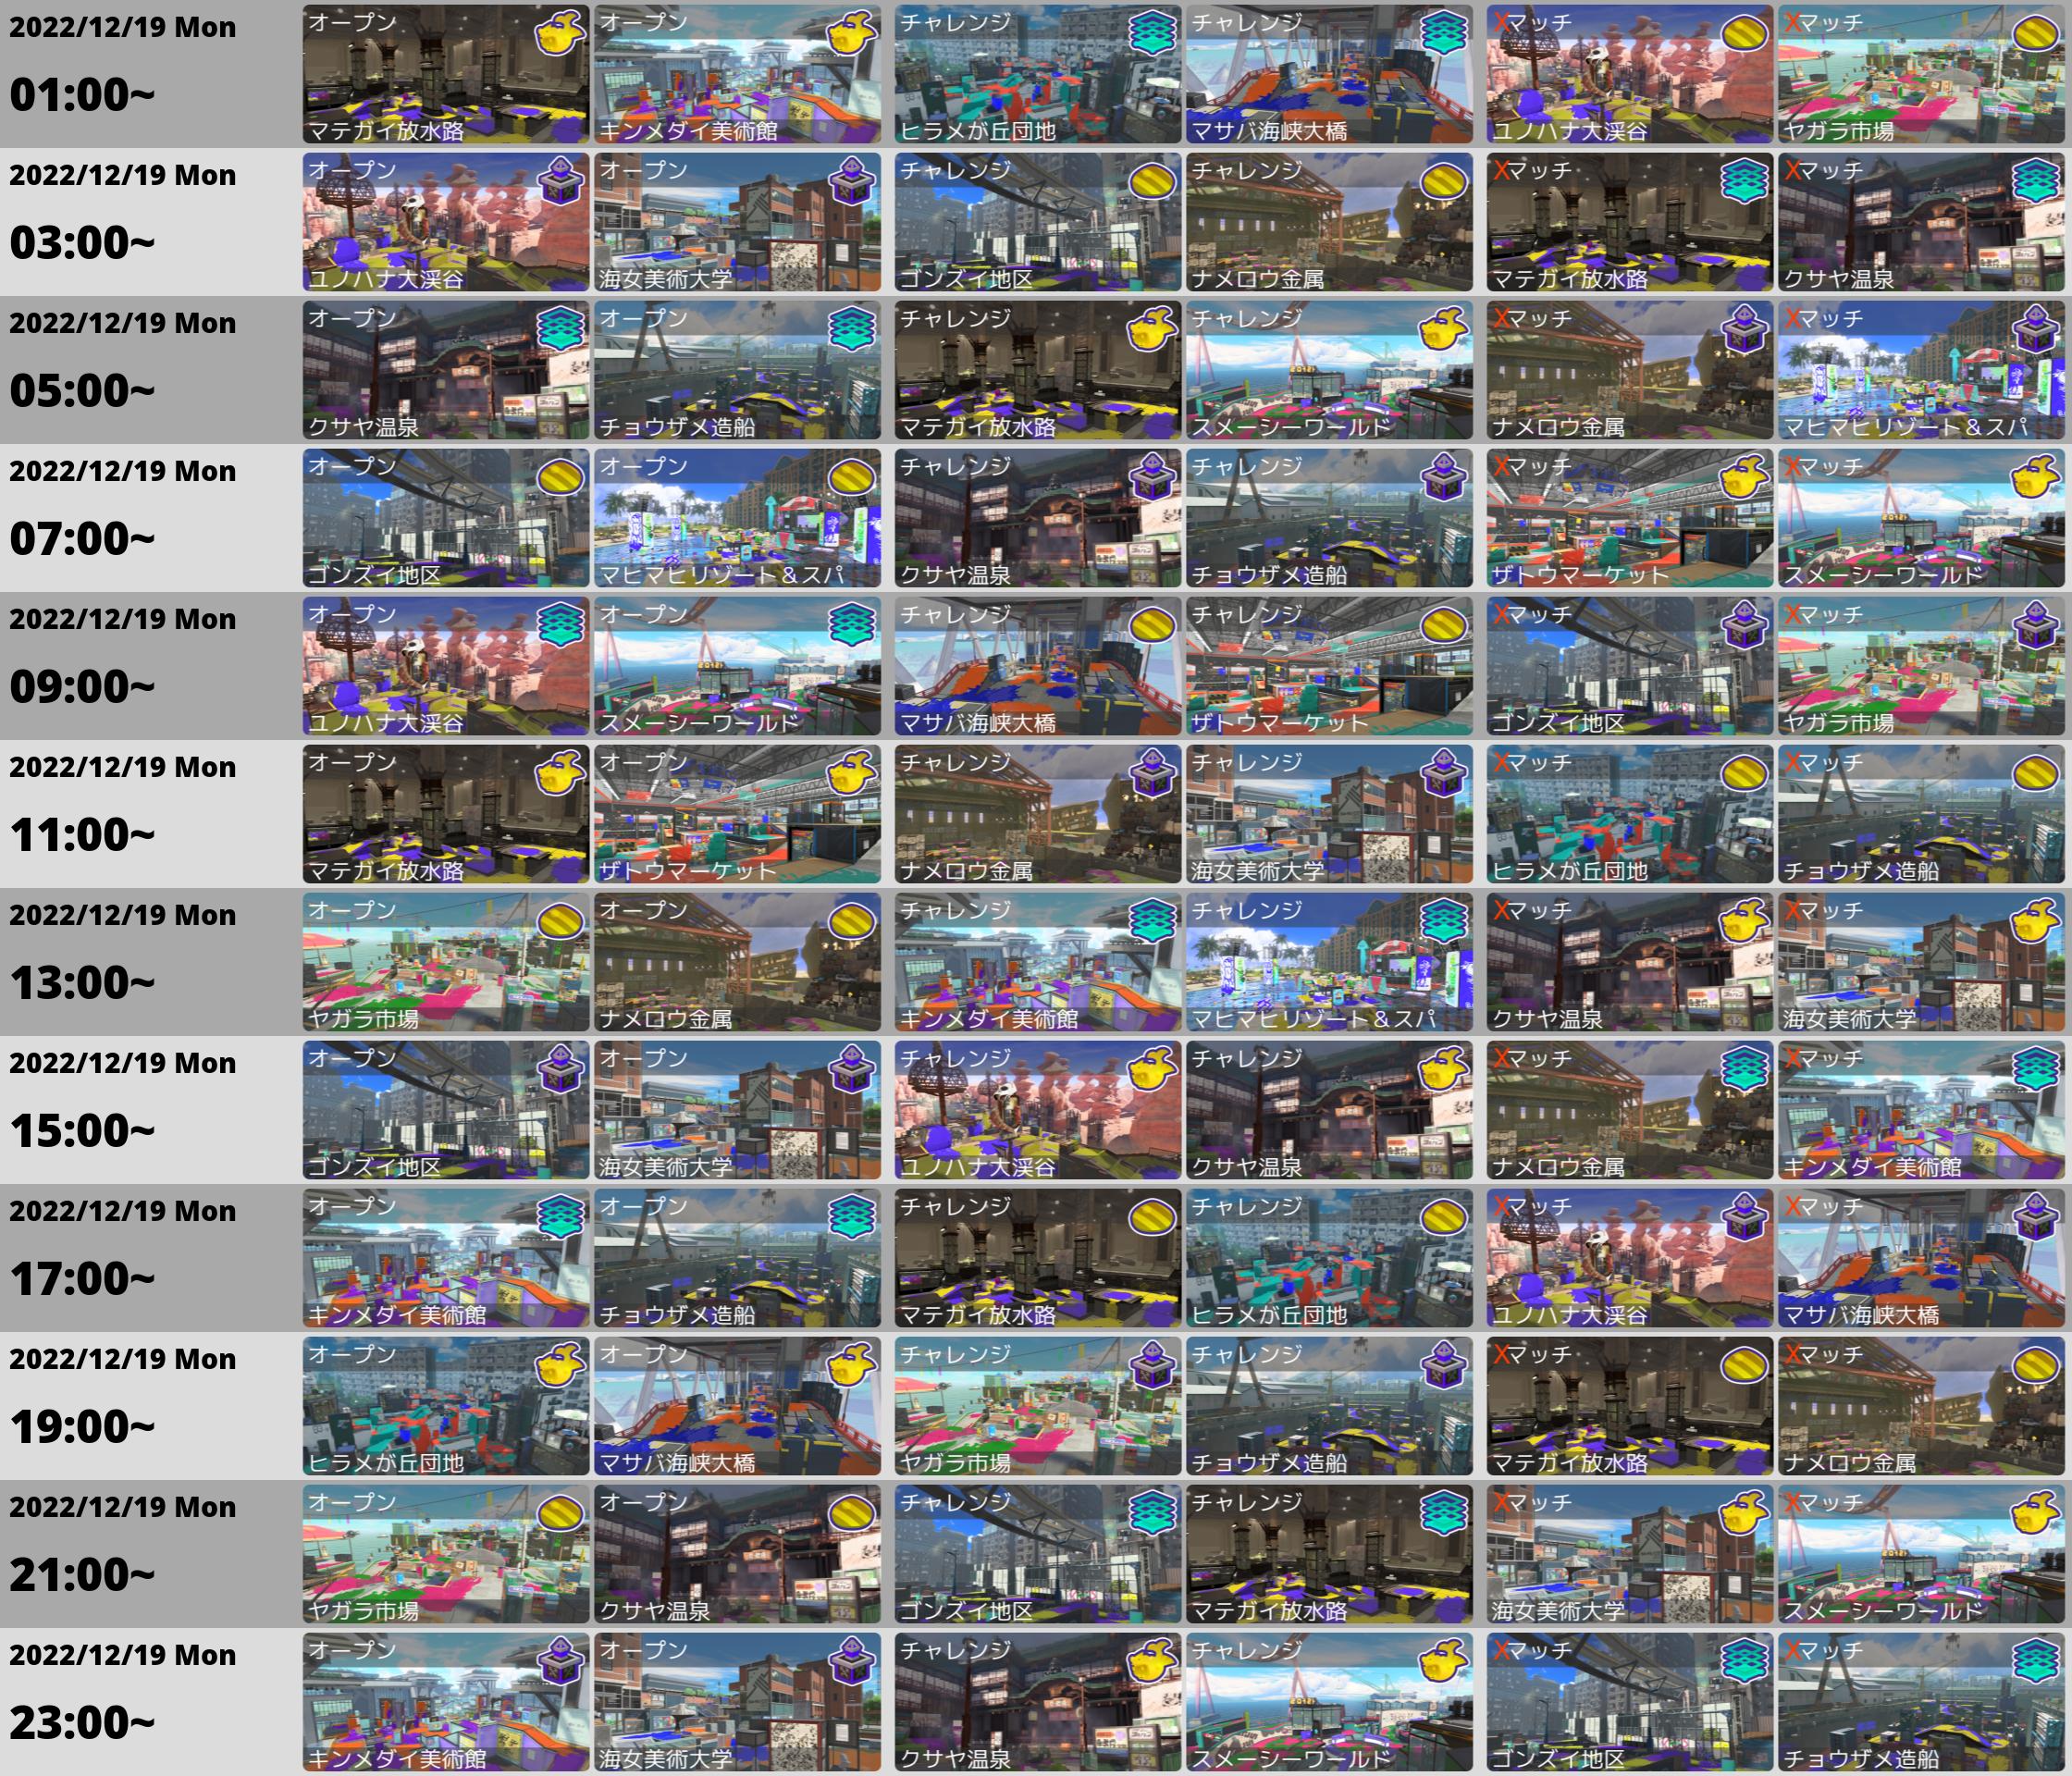 2022/12/19 Mon
01:00~
オープン オープン チャレンジ チャレンジ Xマッチ Xマッチ
マテガイ放水路 キンメダイ美術館 ヒラメが丘団地 マサバ海峡大橋 ユノハナ大渓谷 ヤガラ市場
2022/12/19 Mon
03:00~
オープン オープン チャレンジ チャレンジ Xマッチ Xマッチ
ユノハナ大渓谷 海女美術大学 ゴンズイ地区 ナメロウ金属 マテガイ放水路 クサヤ温泉
2022/12/19 Mon
05:00~
オープン オープン チャレンジ チャレンジ Xマッチ Xマッチ
クサヤ温泉 チョウザメ造船 マテガイ放水路 スメーシーワールド ナメロウ金属 マヒマヒリゾート&スパ
2022/12/19 Mon
07:00~
オープン オープン チャレンジ チャレンジ Xマッチ Xマッチ
ゴンズイ地区 マヒマヒリゾート&スパ クサヤ温泉 チョウザメ造船 ザトウマーケット スメーシーワールド
2022/12/19 Mon
09:00~
オープン オープン チャレンジ チャレンジ Xマッチ Xマッチ
ユノハナ大渓谷 スメーシーワールド マサバ海峡大橋 ザトウマーケット ゴンズイ地区 ヤガラ市場
2022/12/19 Mon
11:00~
オープン オープン チャレンジ チャレンジ Xマッチ Xマッチ
マテガイ放水路 ザトウマーケット ナメロウ金属 海女美術大学 ヒラメが丘団地 チョウザメ造船
2022/12/19 Mon
13:00~
オープン オープン チャレンジ チャレンジ Xマッチ Xマッチ
ヤガラ市場 ナメロウ金属 キンメダイ美術館 マヒマヒリゾート&スパ クサヤ温泉 海女美術大学
2022/12/19 Mon
15:00~
オープン オープン チャレンジ チャレンジ Xマッチ Xマッチ
ゴンズイ地区 海女美術大学 ユノハナ大渓谷 クサヤ温泉 ナメロウ金属 キンメダイ美術館
2022/12/19 Mon
17:00~
オープン オープン チャレンジ チャレンジ Xマッチ Xマッチ
キンメダイ美術館 チョウザメ造船 マテガイ放水路 ヒラメが丘団地 ユノハナ大渓谷 マサバ海峡大橋
2022/12/19 Mon
19:00~
オープン オープン チャレンジ チャレンジ Xマッチ Xマッチ
ヒラメが丘団地 マサバ海峡大橋 ヤガラ市場 チョウザメ造船 マテガイ放水路 ナメロウ金属
2022/12/19 Mon
21:00~
オープン オープン チャレンジ チャレンジ Xマッチ Xマッチ
ヤガラ市場 クサヤ温泉 ゴンズイ地区 マテガイ放水路 海女美術大学 スメーシーワールド
2022/12/19 Mon
23:00~
オープン オープン チャレンジ チャレンジ Xマッチ Xマッチ
キンメダイ美術館 海女美術大学 クサヤ温泉 スメーシーワールド ゴンズイ地区 チョウザメ造船